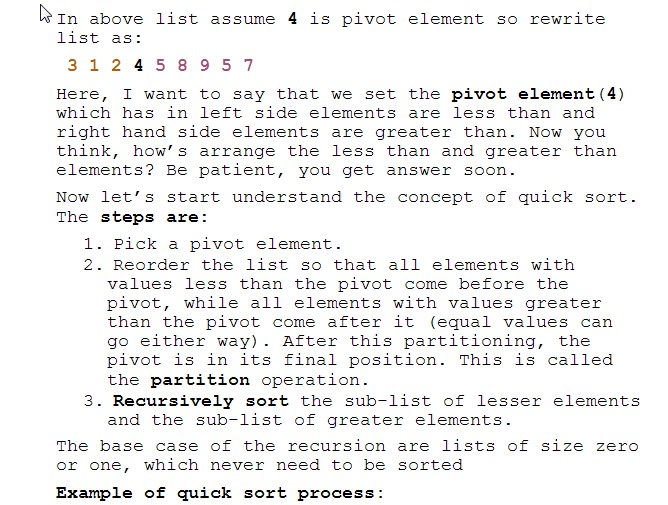 In above list assume 4 is pivot element so rewrite
list as:
3 1 2 4 5 8 9 5 7
Here, I want to say that we set the pivot element(4)
which has in left side elements are less than and
right hand side elements are greater than. Now you
think, how's arrange the less than and greater than
elements? Be patient, you get answer soon.
Now let's start understand the concept of quick sort.
The steps are:
1. Pick a pivot element.
2. Reorder the list so that all elements with
values less than the pivot come before the
pivot, while all elements with values greater
than the pivot come after it (equal values can
go either way). After this partitioning, the
pivot is in its final position. This is called
the partition operation.
3. Recursively sort the sub-list of lesser elements
and the sub-list of greater elements.
The base case of the recursion are lists of size zero
or one, which never need to be sorted
Example of quick sort process: